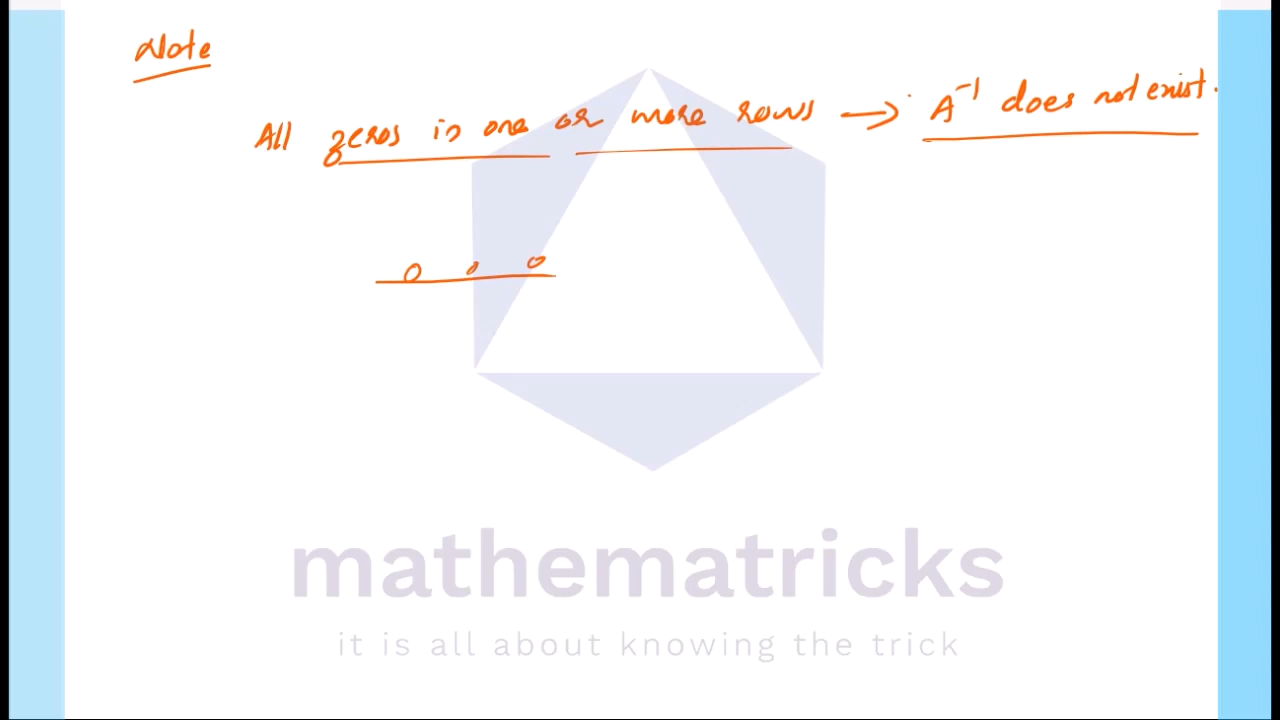 Note
All zeros in one or more rows → A⁻¹ does not exist.
0 0 0
mathematricks
it is all about knowing the trick